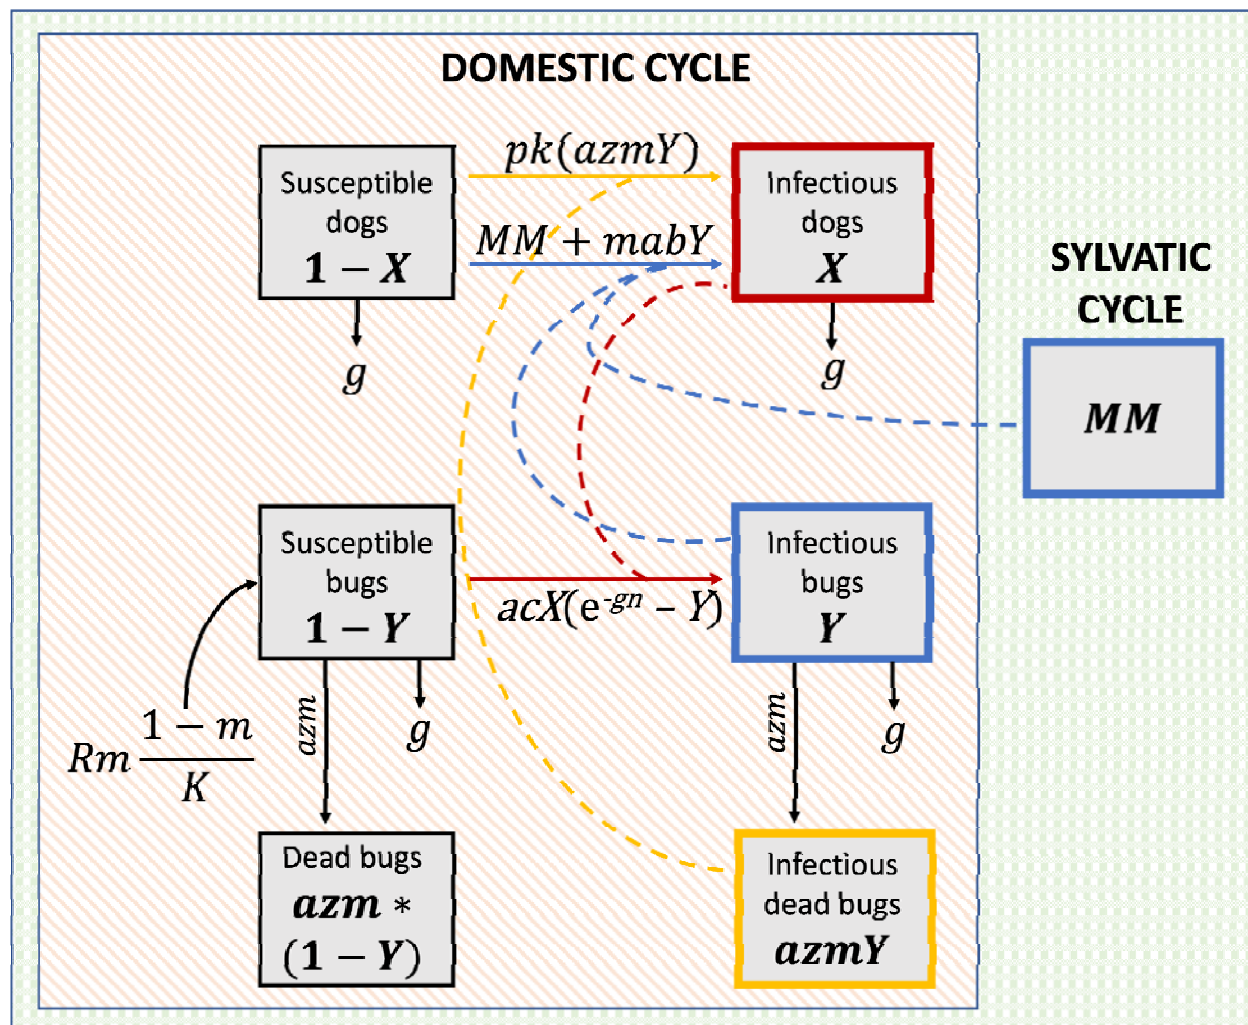 DOMESTIC CYCLE
Susceptible
dogs
1 − X
pk(azmY)
MM + mabY
Infectious
dogs
X
g
g
SYLVATIC
CYCLE
MM
Susceptible
bugs
1 − Y
acX(e^-gn − Y)
Infectious
bugs
Y
Rm (1 − m)/K
azm
g
azm
g
Dead bugs
azm *
(1 − Y)
Infectious
dead bugs
azmY